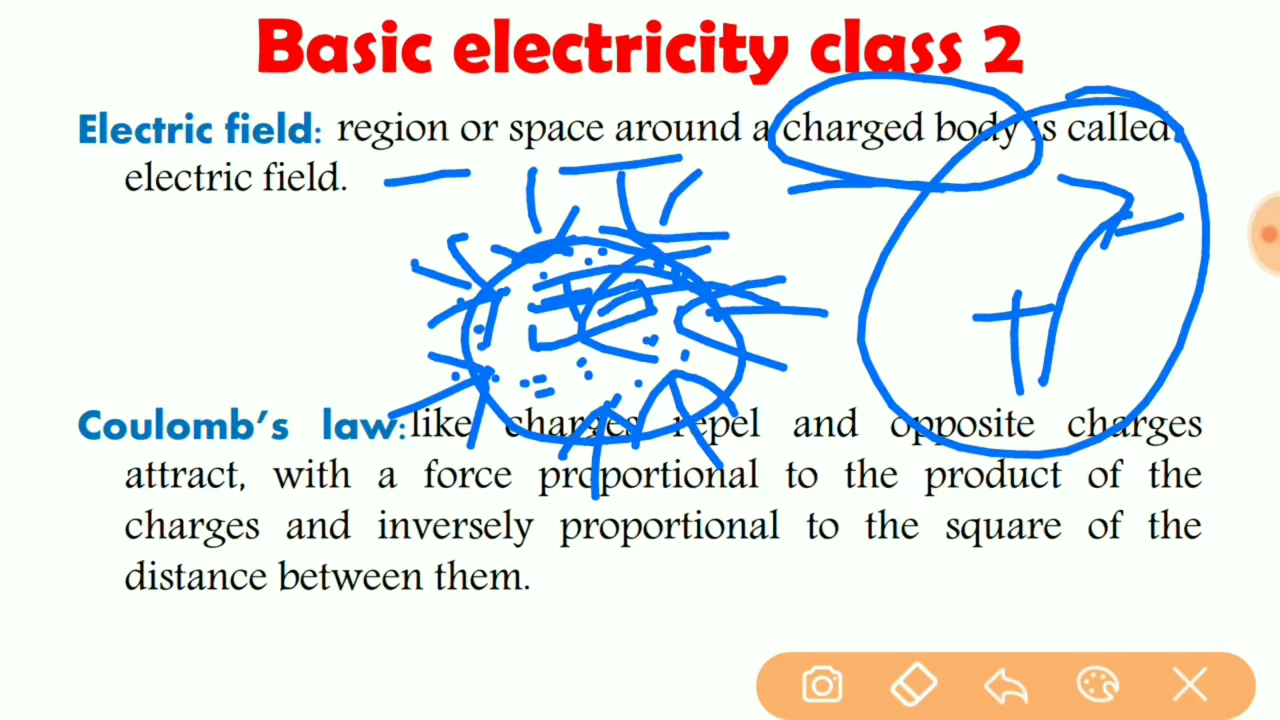 Basic electricity class 2
Electric field: region or space around a charged body is called
electric field.
Coulomb's law: like charges repel and opposite charges
attract, with a force proportional to the product of the
charges and inversely proportional to the square of the
distance between them.